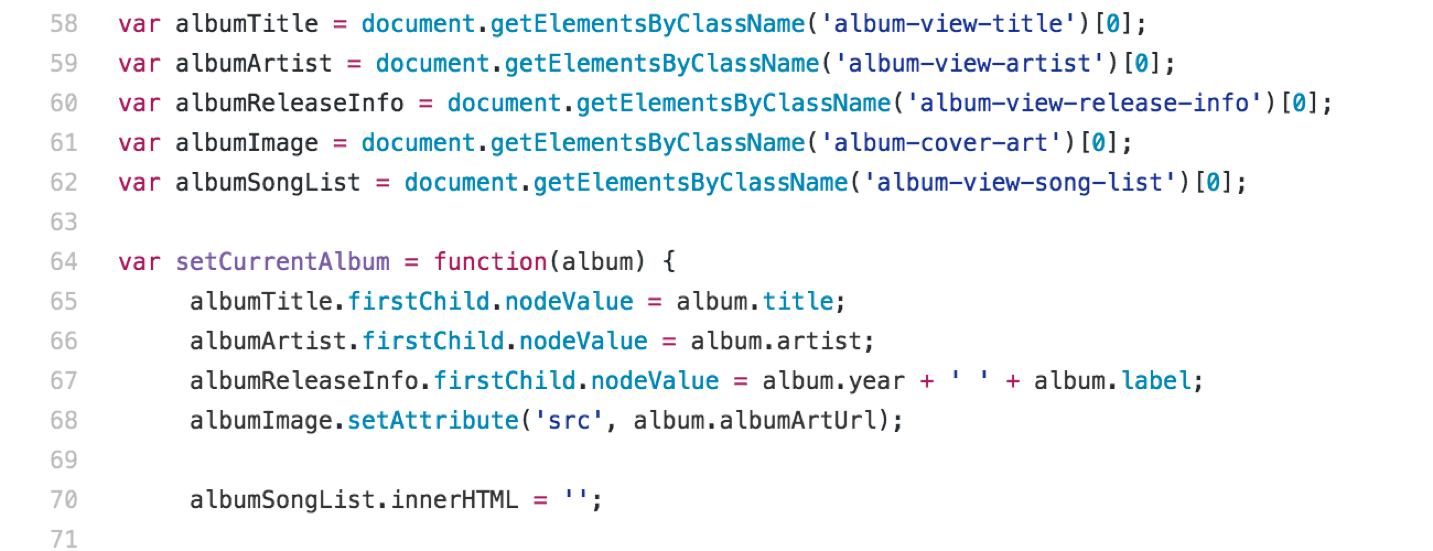 58 var albumTitle = document.getElementsByClassName('album-view-title')[0];
59 var albumArtist = document.getElementsByClassName('album-view-artist')[0];
60 var albumReleaseInfo = document.getElementsByClassName('album-view-release-info')[0];
61 var albumImage = document.getElementsByClassName('album-cover-art')[0];
62 var albumSongList = document.getElementsByClassName('album-view-song-list')[0];
63
64 var setCurrentAlbum = function(album) {
65      albumTitle.firstChild.nodeValue = album.title;
66      albumArtist.firstChild.nodeValue = album.artist;
67      albumReleaseInfo.firstChild.nodeValue = album.year + ' ' + album.label;
68      albumImage.setAttribute('src', album.albumArtUrl);
69
70      albumSongList.innerHTML = '';
71